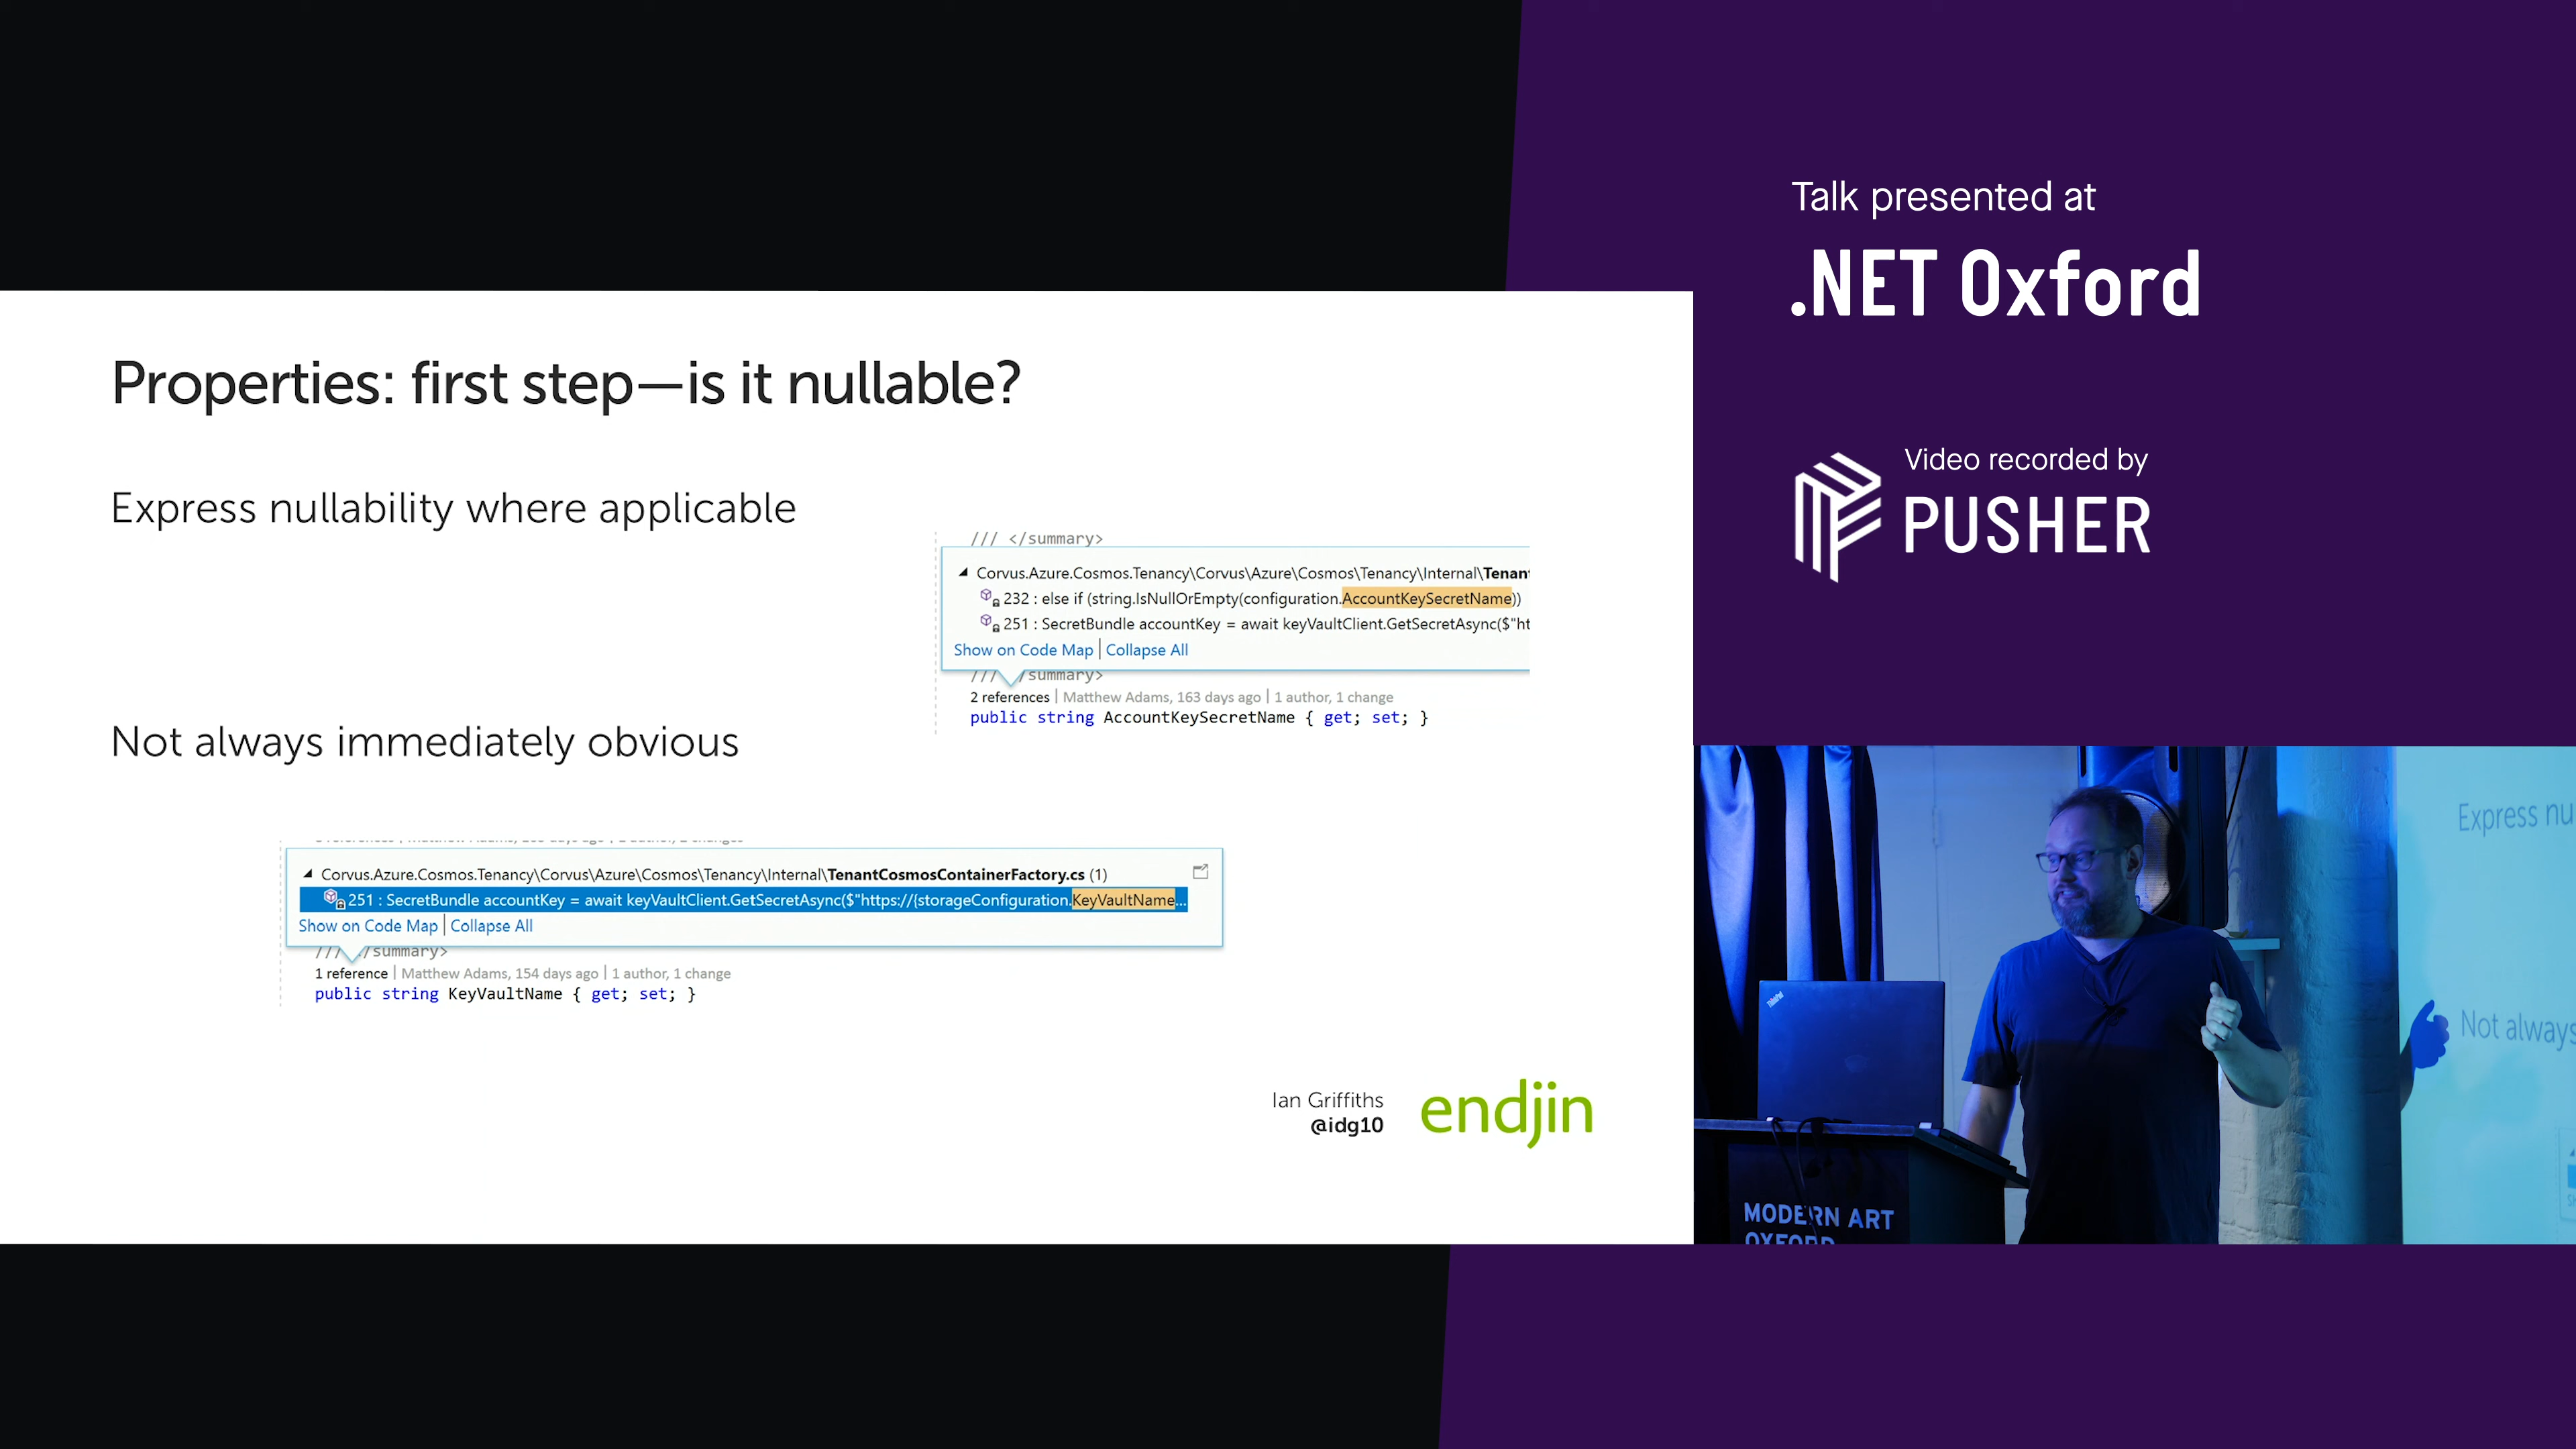 Talk presented at
.NET Oxford
Video recorded by
PUSHER
Properties: first step—is it nullable?
Express nullability where applicable
/// </summary>
Corvus.Azure.Cosmos.Tenancy\Corvus\Azure\Cosmos\Tenancy\Internal\Tenant
232 : else if (string.IsNullOrEmpty(configuration.AccountKeySecretName))
251 : SecretBundle accountKey = await keyVaultClient.GetSecretAsync($"ht
Show on Code Map | Collapse All
/// /summary>
2 references | Matthew Adams, 163 days ago | 1 author, 1 change
public string AccountKeySecretName { get; set; }
Not always immediately obvious
Corvus.Azure.Cosmos.Tenancy\Corvus\Azure\Cosmos\Tenancy\Internal\TenantCosmosContainerFactory.cs (1)
251 : SecretBundle accountKey = await keyVaultClient.GetSecretAsync($"https://{storageConfiguration.KeyVaultName...
Show on Code Map | Collapse All
/// /summary>
1 reference | Matthew Adams, 154 days ago | 1 author, 1 change
public string KeyVaultName { get; set; }
Ian Griffiths
@idg10
endjin
Express nu
Not always
ThinkPad
MODERN ART
OXFORD